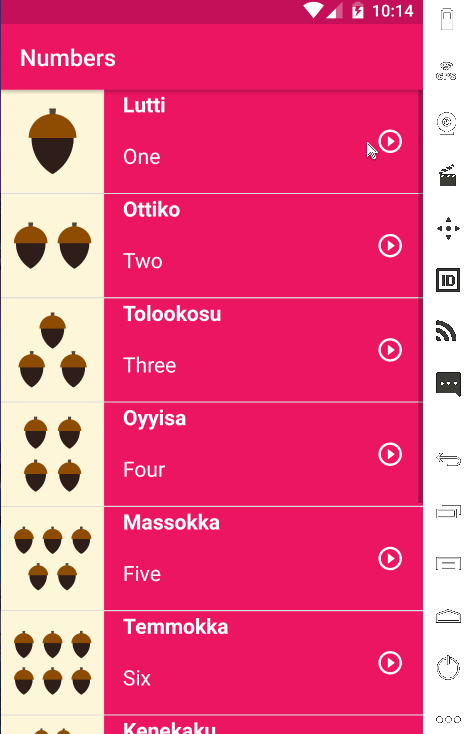 10:14
Numbers
Lutti
One
Ottiko
Two
Tolookosu
Three
Oyyisa
Four
Massokka
Five
Temmokka
Six
Kenekaku
GPS
ID